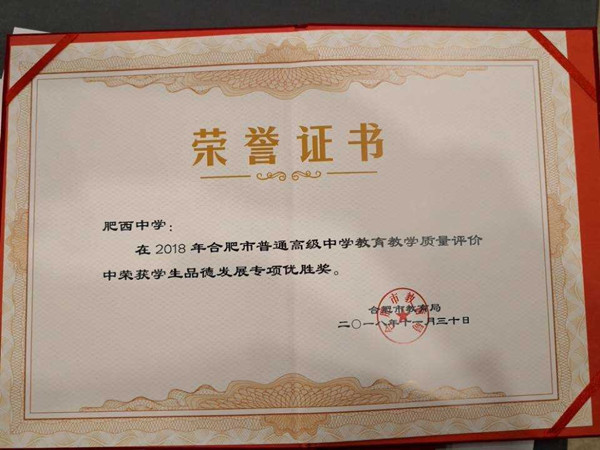 荣誉证书
肥西中学：
在2018年合肥市普通高级中学教育教学质量评价
中荣获学生品德发展专项优胜奖。
合肥市教育局
二〇一八年十一月三十日